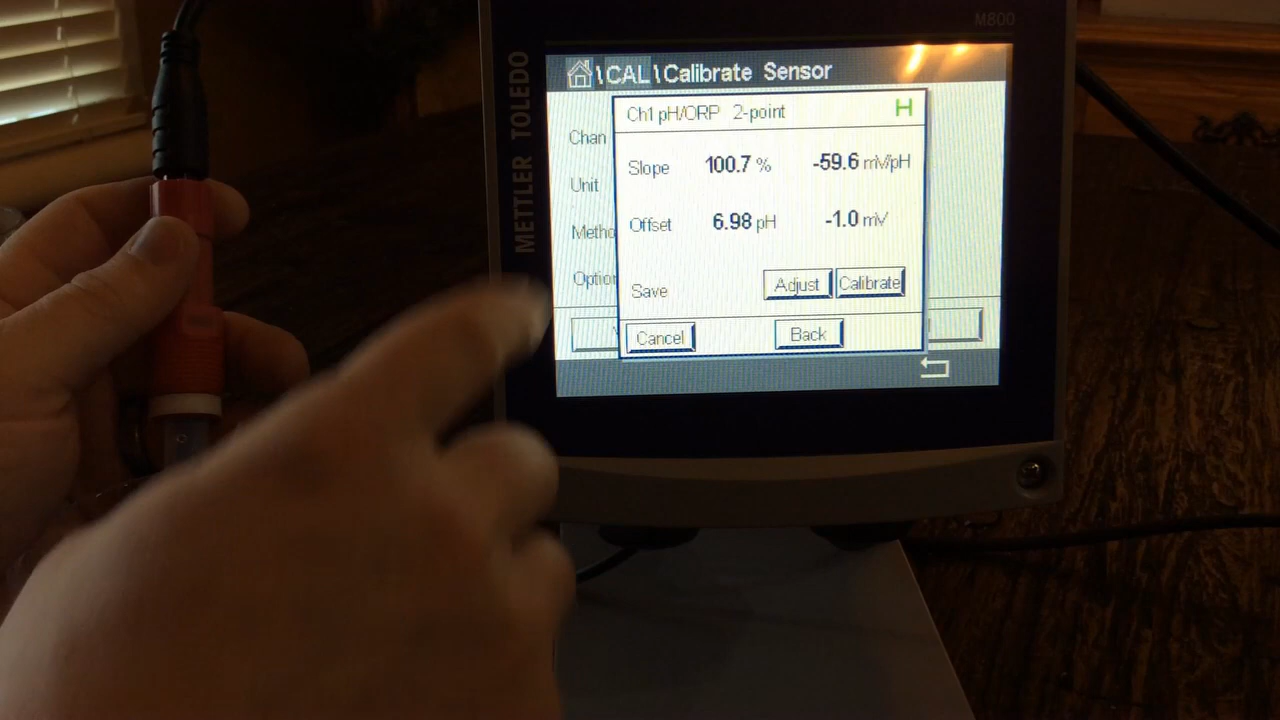 M800
METTLER TOLEDO
\CAL\Calibrate Sensor
Ch1 pH/ORP 2-point H
Chan
Slope 100.7 % -59.6 mV/pH
Unit
Offset 6.98 pH -1.0 mV
Metho
Option
Save Adjust Calibrate
Cancel Back